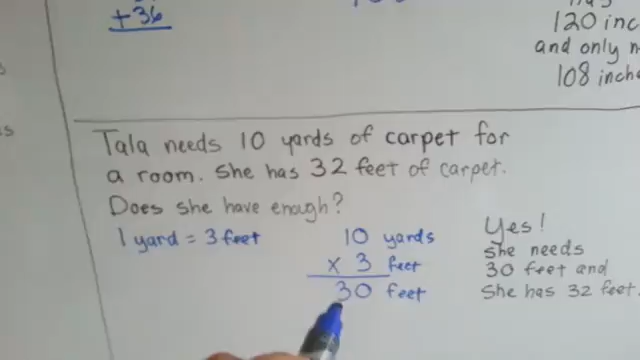 +36
120 inc
and only
108 inche
Tala needs 10 yards of carpet for
a room. She has 32 feet of carpet.
Does she have enough?
1 yard = 3 feet
10 yards
x 3 feet
30 feet
Yes!
she needs
30 feet and
She has 32 feet.